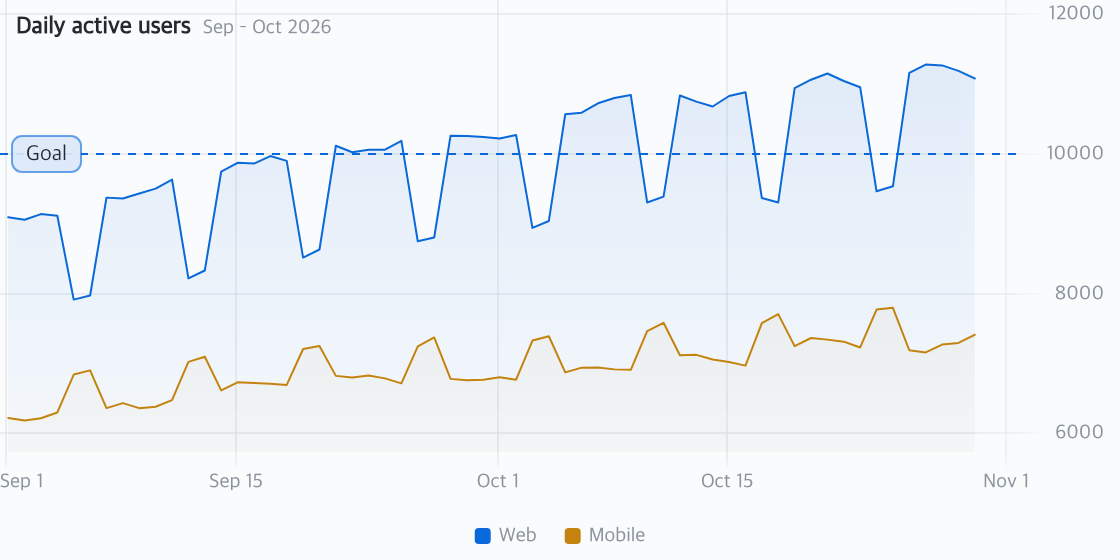 Daily active users Sep - Oct 2026
12000
Goal
10000
8000
6000
Sep 1 Sep 15 Oct 1 Oct 15 Nov 1
Web Mobile